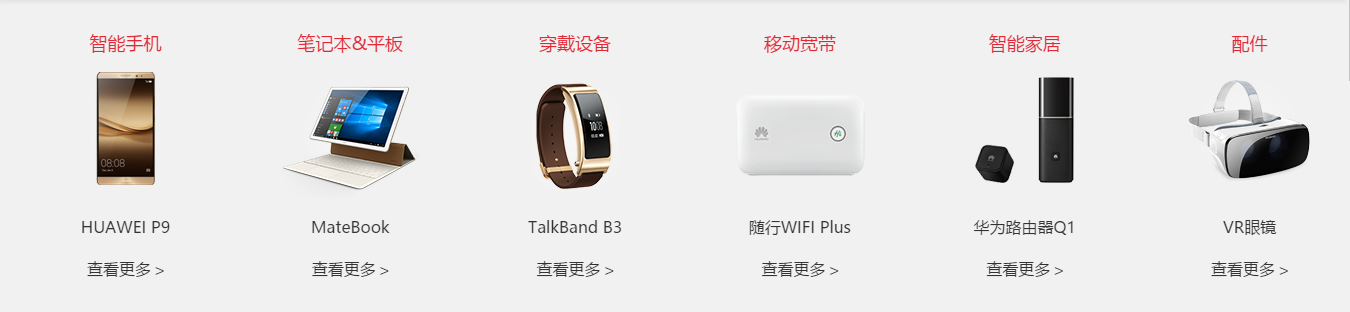 智能手机
笔记本&平板
穿戴设备
移动宽带
智能家居
配件
08:08
10:08
HUAWEI P9
MateBook
TalkBand B3
随行WIFI Plus
华为路由器Q1
VR眼镜
查看更多 >
查看更多 >
查看更多 >
查看更多 >
查看更多 >
查看更多 >